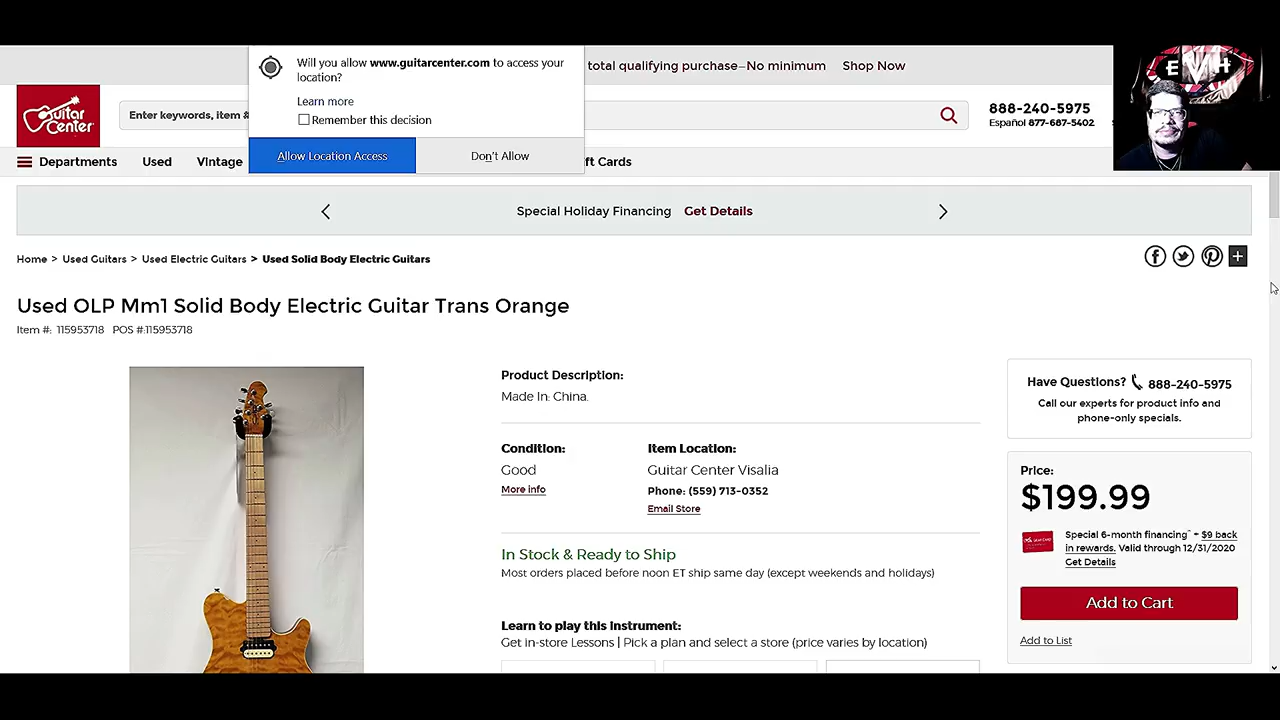 Will you allow www.guitarcenter.com to access your
location?
Learn more
Remember this decision
Allow Location Access
Don't Allow
total qualifying purchase—No minimum
Shop Now
EVH
Guitar
Center
Enter keywords, item &
888-240-5975
Español 877-687-5402
Departments
Used
Vintage
ft Cards
Special Holiday Financing Get Details
Home > Used Guitars > Used Electric Guitars > Used Solid Body Electric Guitars
Used OLP Mm1 Solid Body Electric Guitar Trans Orange
Item #: 115953718 POS #:115953718
Product Description:
Made In: China.
Condition:
Good
More info
Item Location:
Guitar Center Visalia
Phone: (559) 713-0352
Email Store
In Stock & Ready to Ship
Most orders placed before noon ET ship same day (except weekends and holidays)
Learn to play this instrument:
Get in-store Lessons | Pick a plan and select a store (price varies by location)
Have Questions? 888-240-5975
Call our experts for product info and
phone-only specials.
Price:
$199.99
Special 6-month financing^ + $9 back
in rewards. Valid through 12/31/2020
Get Details
Add to Cart
Add to List